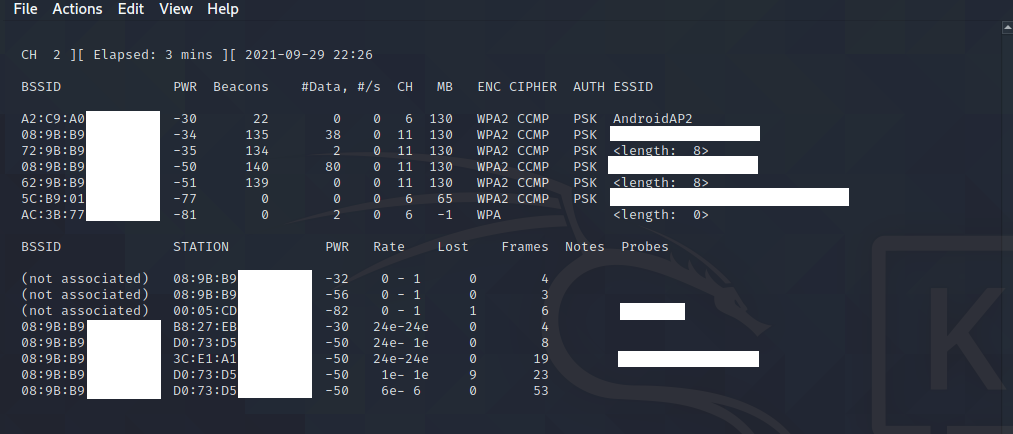 File Actions Edit View Help
CH 2 ][ Elapsed: 3 mins ][ 2021-09-29 22:26
BSSID PWR Beacons #Data, #/s CH MB ENC CIPHER AUTH ESSID
A2:C9:A0 -30 22 0 0 6 130 WPA2 CCMP PSK AndroidAP2
08:9B:B9 -34 135 38 0 11 130 WPA2 CCMP PSK
72:9B:B9 -35 134 2 0 11 130 WPA2 CCMP PSK <length: 8>
08:9B:B9 -50 140 80 0 11 130 WPA2 CCMP PSK
62:9B:B9 -51 139 0 0 11 130 WPA2 CCMP PSK <length: 8>
5C:B9:01 -77 0 0 0 6 65 WPA2 CCMP PSK
AC:3B:77 -81 0 2 0 6 -1 WPA <length: 0>
BSSID STATION PWR Rate Lost Frames Notes Probes
(not associated) 08:9B:B9 -32 0 - 1 0 4
(not associated) 08:9B:B9 -56 0 - 1 0 3
(not associated) 00:05:CD -82 0 - 1 1 6
08:9B:B9 B8:27:EB -30 24e-24e 0 4
08:9B:B9 D0:73:D5 -50 24e- 1e 0 8
08:9B:B9 3C:E1:A1 -50 24e-24e 0 19
08:9B:B9 D0:73:D5 -50 1e- 1e 9 23
08:9B:B9 D0:73:D5 -50 6e- 6 0 53
K